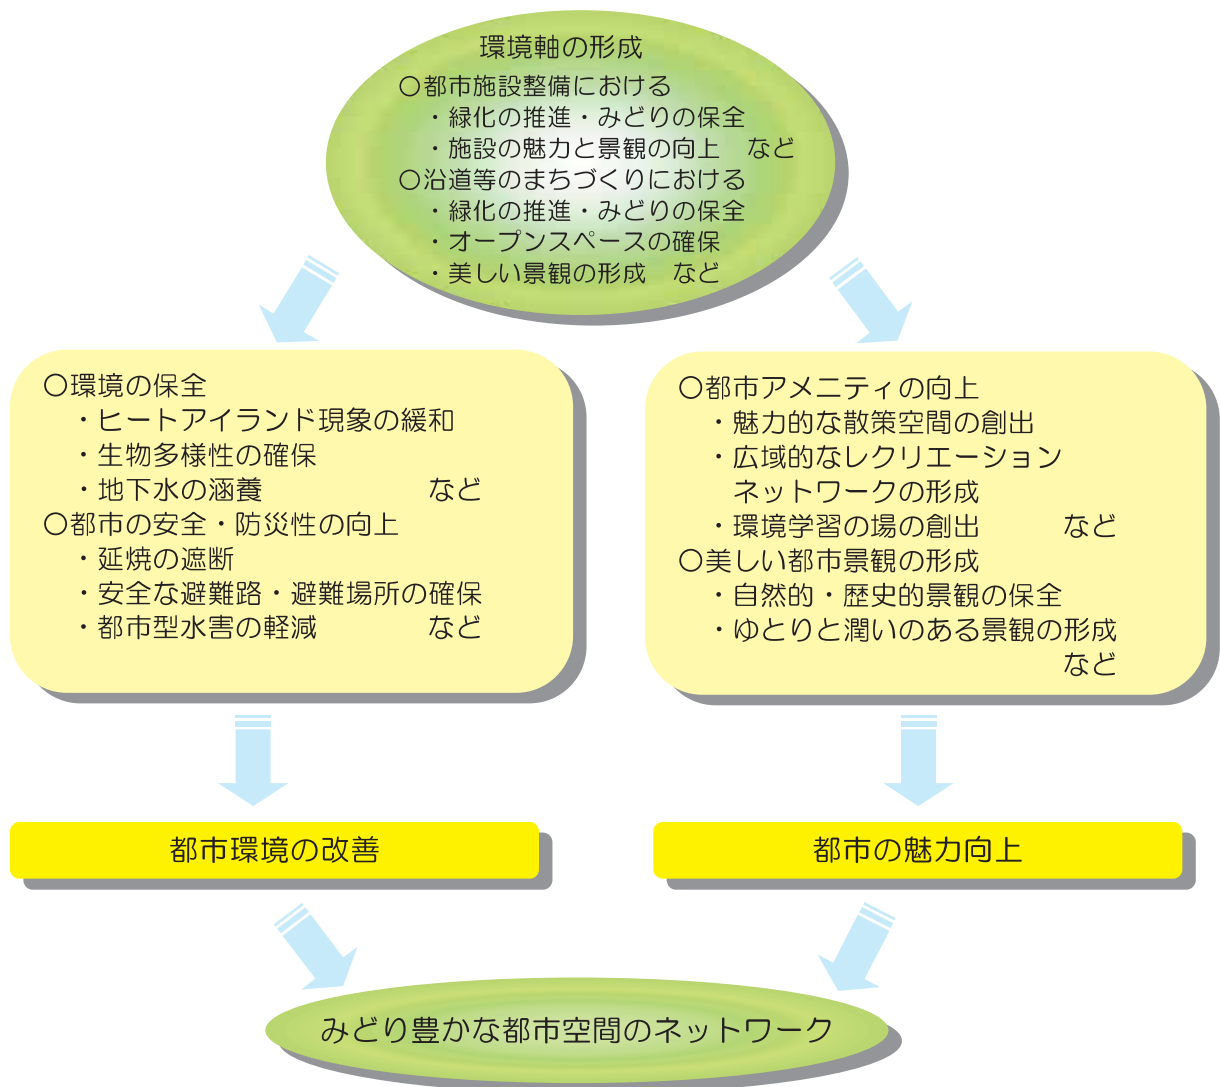 環境軸の形成
○都市施設整備における
・緑化の推進・みどりの保全
・施設の魅力と景観の向上　など
○沿道等のまちづくりにおける
・緑化の推進・みどりの保全
・オープンスペースの確保
・美しい景観の形成　など
○環境の保全
・ヒートアイランド現象の緩和
・生物多様性の確保
・地下水の涵養　　　　　　など
○都市の安全・防災性の向上
・延焼の遮断
・安全な避難路・避難場所の確保
・都市型水害の軽減　　　　など
○都市アメニティの向上
・魅力的な散策空間の創出
・広域的なレクリエーション
ネットワークの形成
・環境学習の場の創出　　　など
○美しい都市景観の形成
・自然的・歴史的景観の保全
・ゆとりと潤いのある景観の形成
など
都市環境の改善
都市の魅力向上
みどり豊かな都市空間のネットワーク